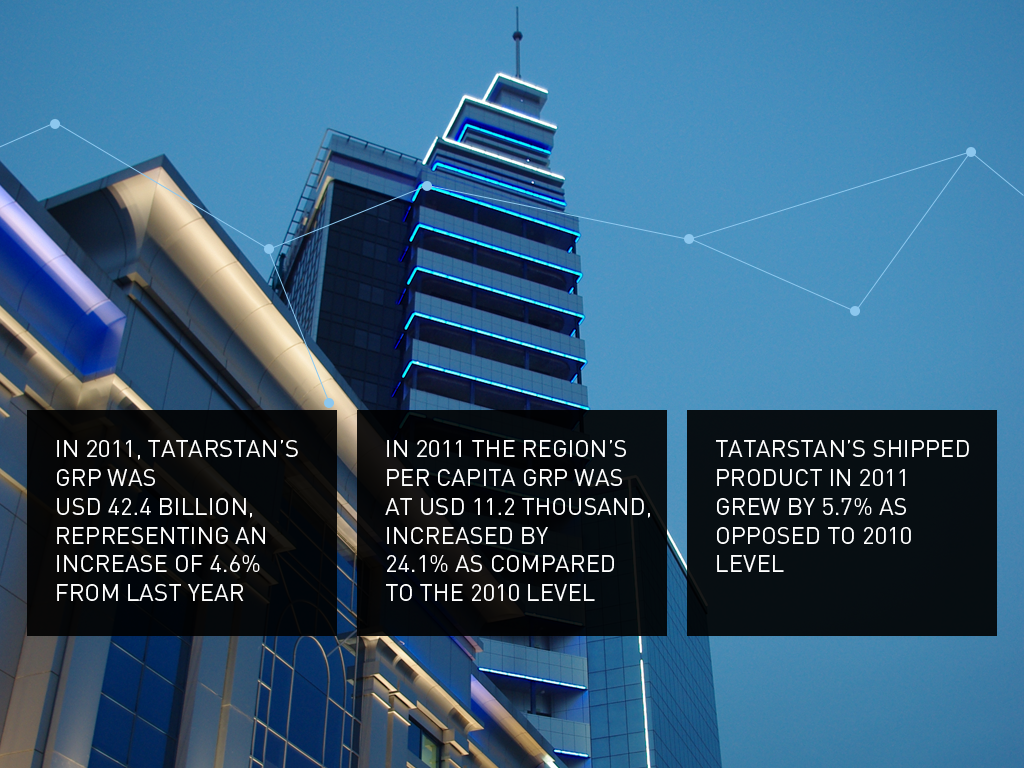 IN 2011, TATARSTAN’S
GRP WAS
USD 42.4 BILLION,
REPRESENTING AN
INCREASE OF 4.6%
FROM LAST YEAR
IN 2011 THE REGION’S
PER CAPITA GRP WAS
AT USD 11.2 THOUSAND,
INCREASED BY
24.1% AS COMPARED
TO THE 2010 LEVEL
TATARSTAN’S SHIPPED
PRODUCT IN 2011
GREW BY 5.7% AS
OPPOSED TO 2010
LEVEL